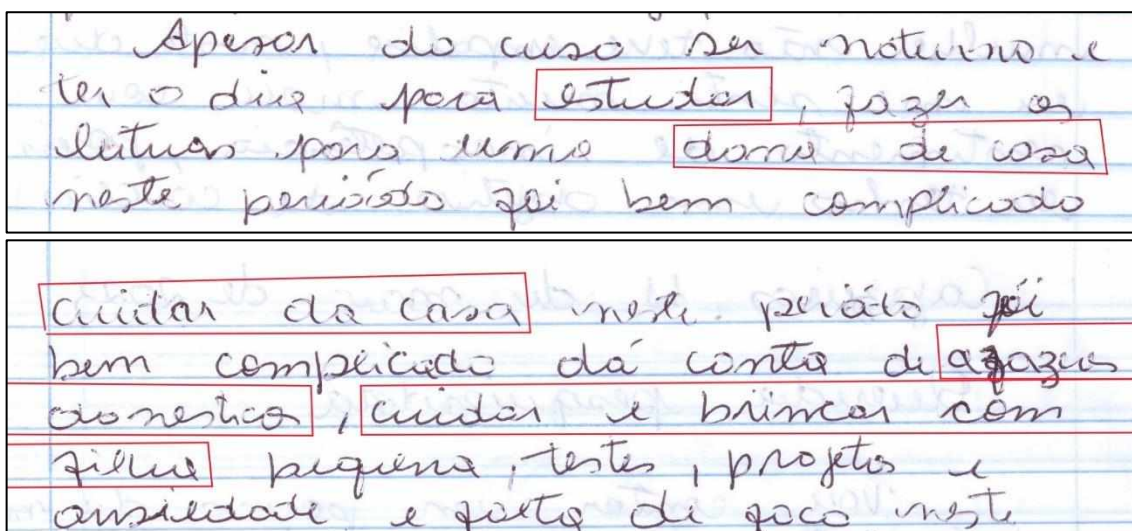 Apesar do curso ser noturno e
ter o dia para estudar, fazer as
leituras para uma dona de casa
neste período foi bem complicado
Cuidar da casa neste periódo foi
bem complicado dá conta de afazeres
domestica, cuidar e brincar com
filha pequena, testes, projetos e
ansiedade e falta de foco neste